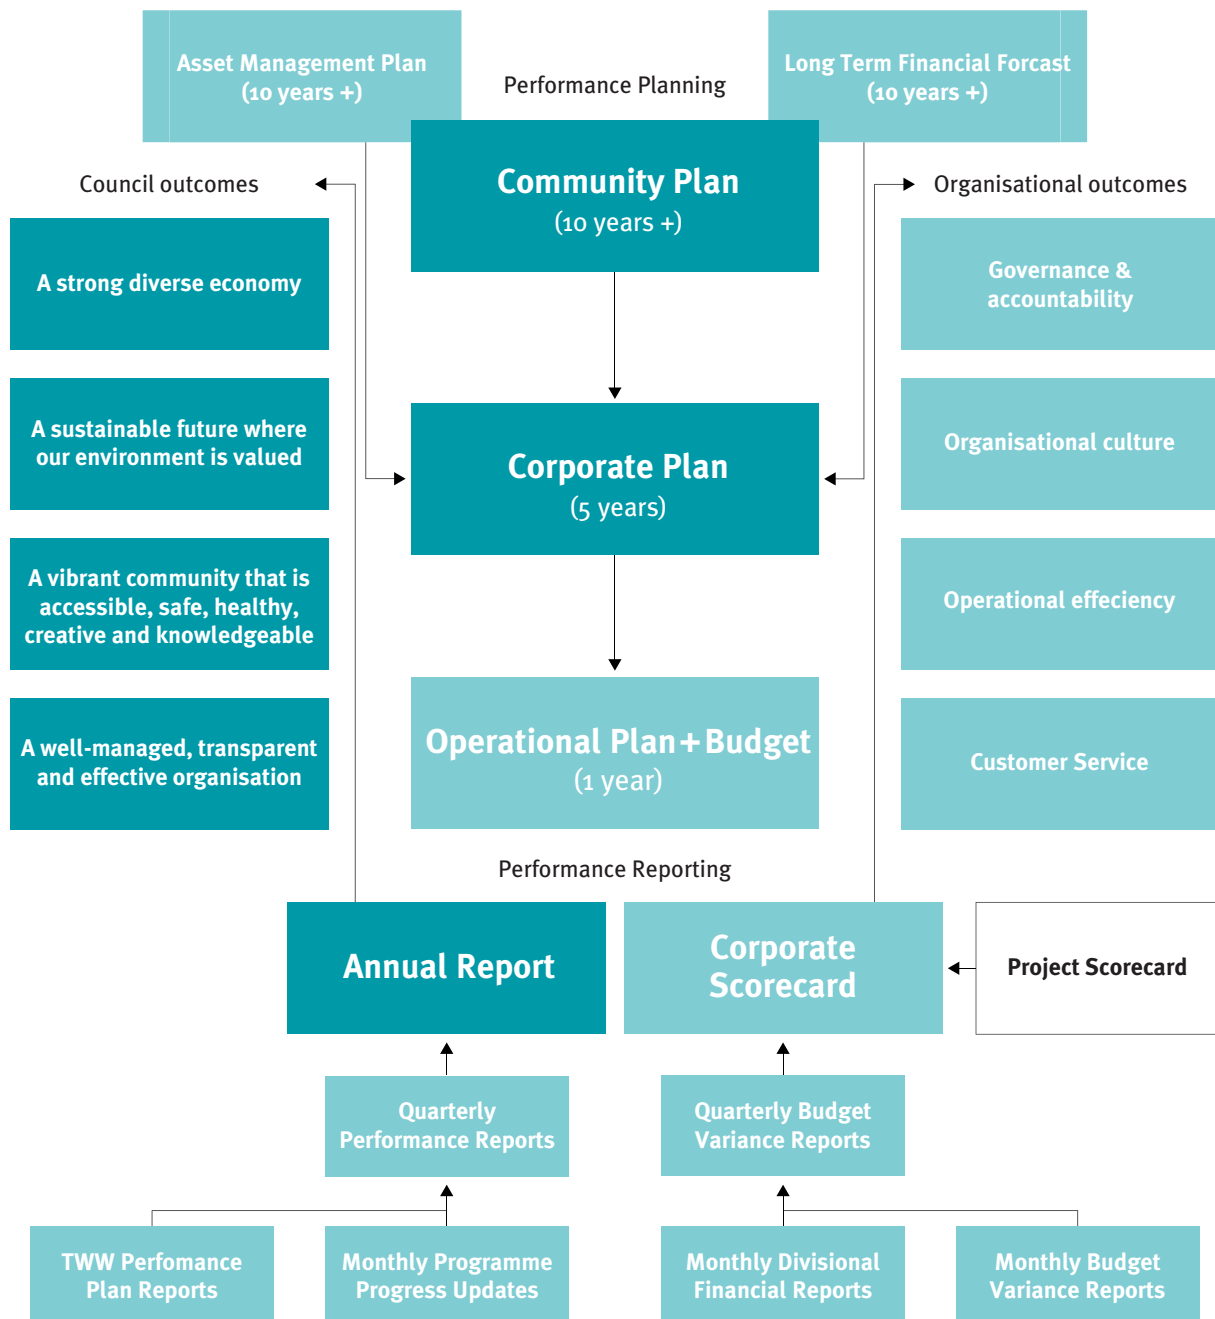 Asset Management Plan
(10 years +)
Performance Planning
Long Term Financial Forcast
(10 years +)
Community Plan
(10 years +)
Council outcomes
Organisational outcomes
A strong diverse economy
Governance &
accountability
A sustainable future where
our environment is valued
Corporate Plan
(5 years)
Organisational culture
A vibrant community that is
accessible, safe, healthy,
creative and knowledgeable
Operational effeciency
A well-managed, transparent
and effective organisation
Operational Plan + Budget
(1 year)
Customer Service
Performance Reporting
Annual Report
Corporate
Scorecard
Project Scorecard
Quarterly
Performance Reports
Quarterly Budget
Variance Reports
TWW Perfomance
Plan Reports
Monthly Programme
Progress Updates
Monthly Divisional
Financial Reports
Monthly Budget
Variance Reports